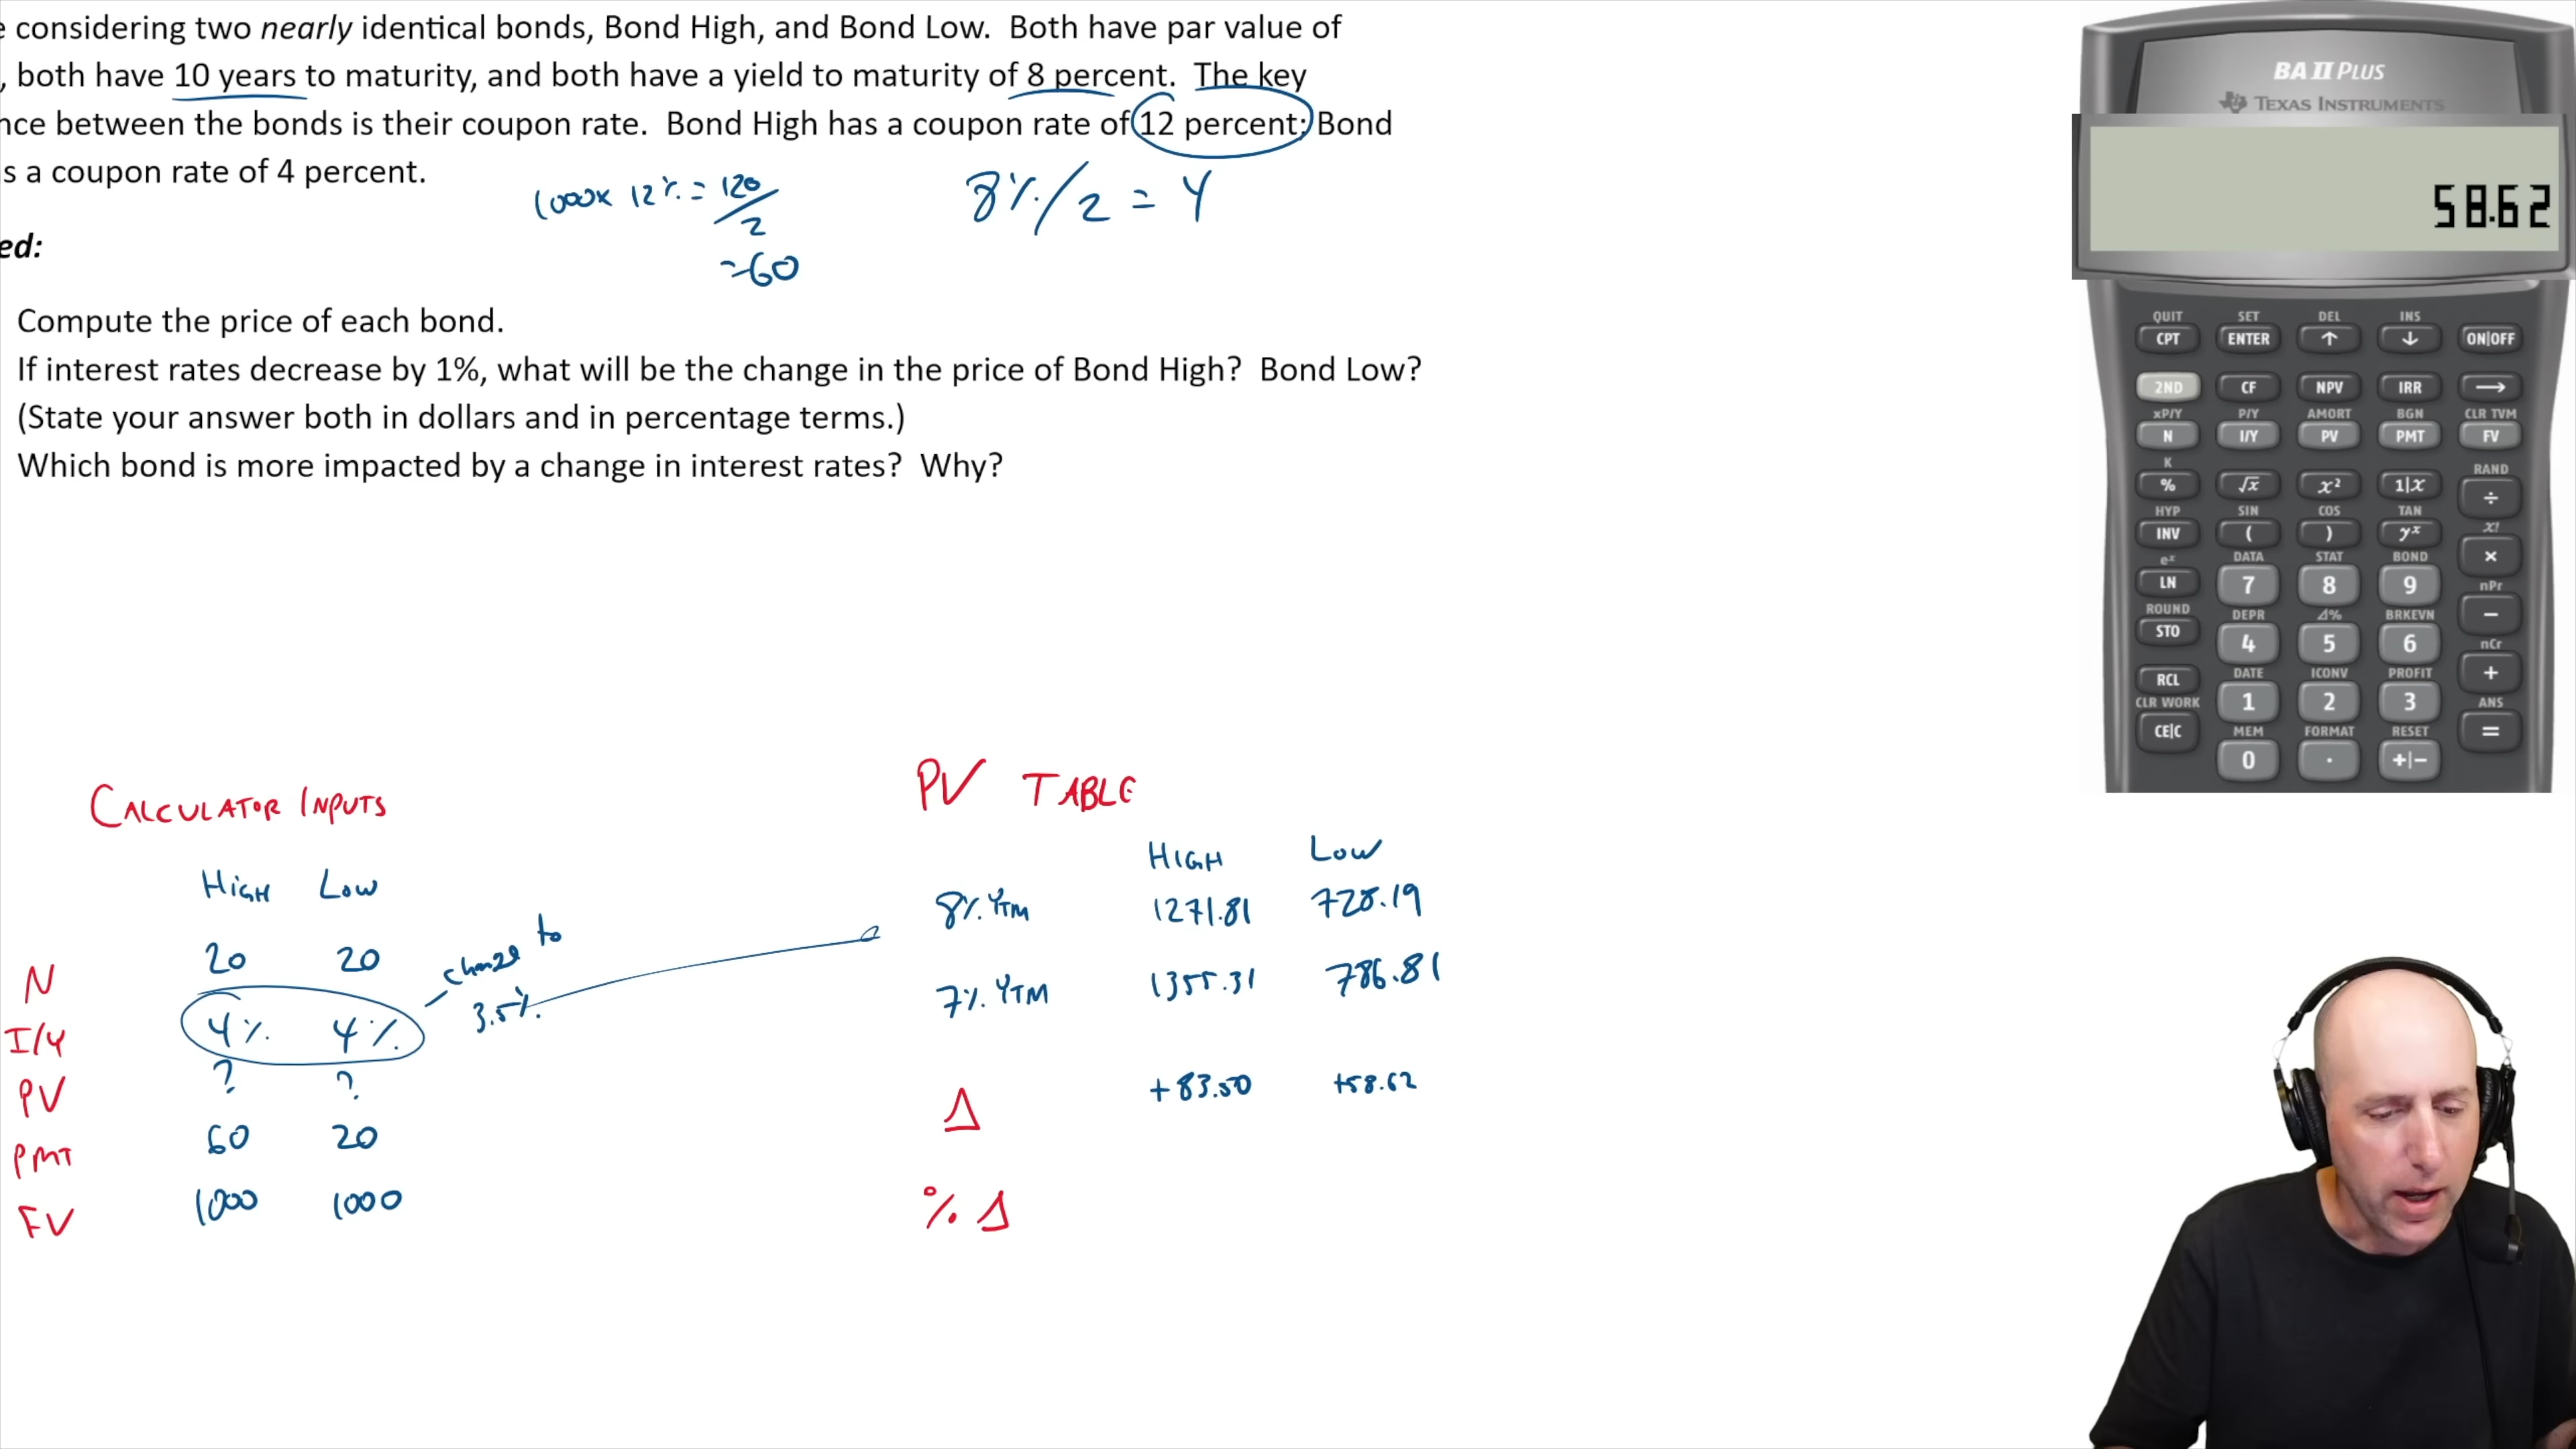 considering two nearly identical bonds, Bond High, and Bond Low. Both have par value of
, both have 10 years to maturity, and both have a yield to maturity of 8 percent. The key
nce between the bonds is their coupon rate. Bond High has a coupon rate of 12 percent; Bond
s a coupon rate of 4 percent.
1000x 12% = 120/2
=60
8%/2 = 4
ed:
Compute the price of each bond.
If interest rates decrease by 1%, what will be the change in the price of Bond High? Bond Low?
(State your answer both in dollars and in percentage terms.)
Which bond is more impacted by a change in interest rates? Why?
CALCULATOR INPUTS
HIGH LOW
N 20 20
I/Y 4% 4%
change to
3.5%
PV ? ?
PMT 60 20
FV 1000 1000
PV TABLE
HIGH LOW
8% YTM 1271.81 728.19
7% YTM 1355.31 786.81
Δ +83.50 +58.62
% Δ
BA II PLUS
TEXAS INSTRUMENTS
58.62
QUIT SET DEL INS
CPT ENTER ↑ ↓ ON|OFF
2ND CF NPV IRR →
xP/Y P/Y AMORT BGN CLR TVM
N I/Y PV PMT FV
K RAND
% √x x² 1|x ÷
HYP SIN COS TAN x!
INV ( ) yˣ ×
eˣ DATA STAT BOND nPr
LN 7 8 9 −
ROUND DEPR Δ% BRKEVN nCr
STO 4 5 6 +
DATE ICONV PROFIT ANS
RCL 1 2 3 =
CLR WORK MEM FORMAT RESET
CE|C 0 . +|−